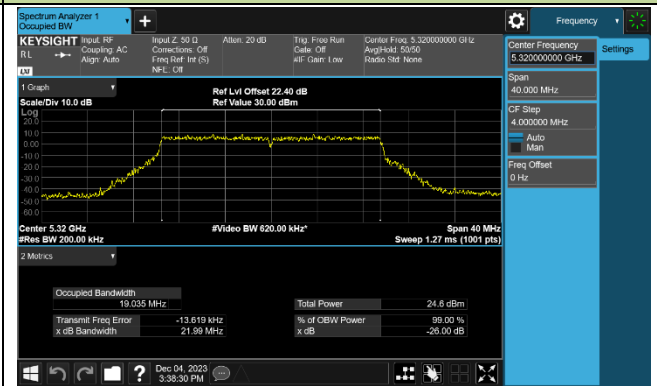 Spectrum Analyzer 1
Occupied BW
+
Frequency
KEYSIGHT Input: RF Input Z: 50 Ω Atten: 20 dB Trig: Free Run Center Freq: 5.320000000 GHz
RL Coupling: AC Corrections: Off Gate: Off Avg|Hold: 50/50
Align: Auto Freq Ref: Int (S) #IF Gain: Low Radio Std: None
LXI NFE: Off
Center Frequency
5.320000000 GHz
Settings
Span
40.000 MHz
CF Step
4.000000 MHz
Auto
Man
Freq Offset
0 Hz
1 Graph
Scale/Div 10.0 dB
Ref Lvl Offset 22.40 dB
Ref Value 30.00 dBm
Log
20.0
10.0
0.00
-10.0
-20.0
-30.0
-40.0
-50.0
-60.0
Center 5.32 GHz #Video BW 620.00 kHz* Span 40 MHz
#Res BW 200.00 kHz Sweep 1.27 ms (1001 pts)
2 Metrics
Occupied Bandwidth
19.035 MHz Total Power 24.6 dBm
Transmit Freq Error -13.619 kHz % of OBW Power 99.00 %
x dB Bandwidth 21.99 MHz x dB -26.00 dB
?
Dec 04, 2023
3:38:30 PM